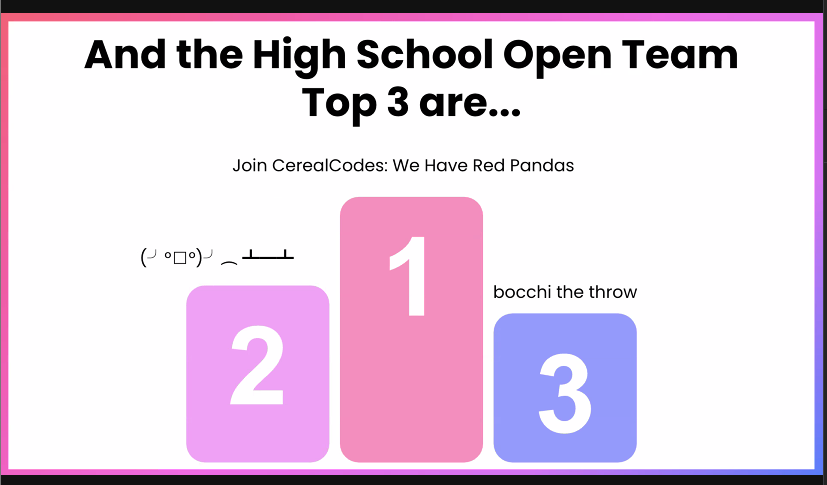 And the High School Open Team
Top 3 are...
Join CerealCodes: We Have Red Pandas
1
(╯°□°)╯︵ ┻━┻
2
bocchi the throw
3